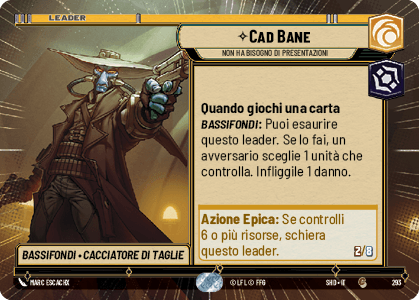 LEADER
CAD BANE
NON HA BISOGNO DI PRESENTAZIONI
Quando giochi una carta
BASSIFONDI: Puoi esaurire
questo leader. Se lo fai, un
avversario sceglie 1 unità che
controlla. Infliggile 1 danno.
Azione Epica: Se controlli
6 o più risorse, schiera
questo leader.
2/8
BASSIFONDI • CACCIATORE DI TAGLIE
MARC ESCACHX
© LFL © FFG
SHD • IT
293